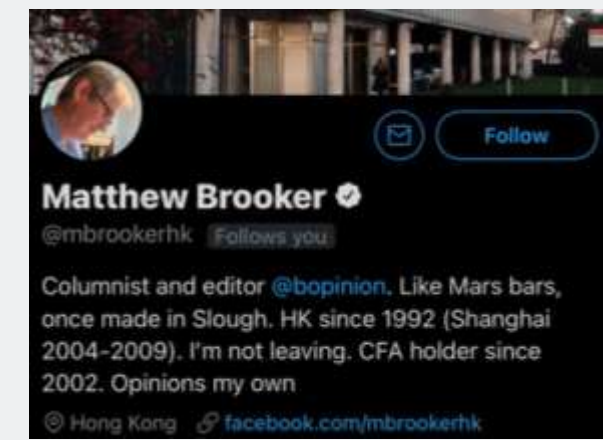 Follow
Matthew Brooker
@mbrookerhk Follows you
Columnist and editor @bopinion. Like Mars bars,
once made in Slough. HK since 1992 (Shanghai
2004-2009). I'm not leaving. CFA holder since
2002. Opinions my own
Hong Kong facebook.com/mbrookerhk